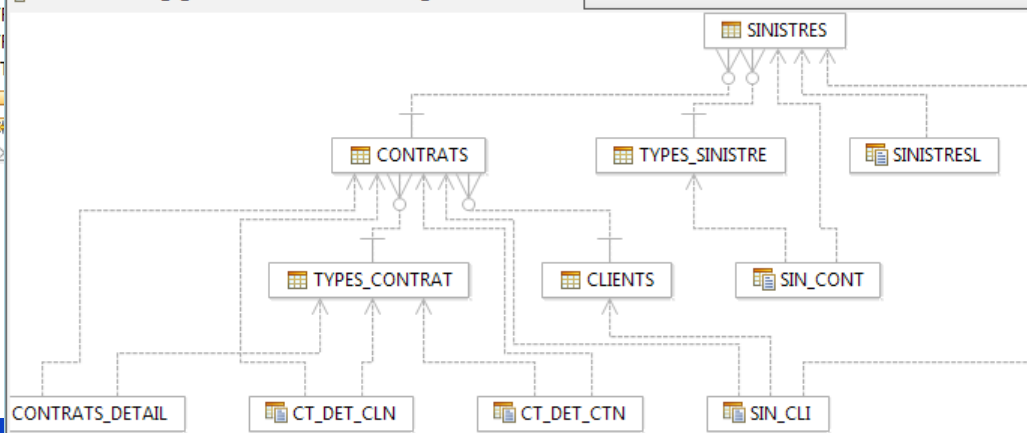 SINISTRES
CONTRATS
TYPES_SINISTRE
SINISTRESL
TYPES_CONTRAT
CLIENTS
SIN_CONT
CONTRATS_DETAIL
CT_DET_CLN
CT_DET_CTN
SIN_CLI